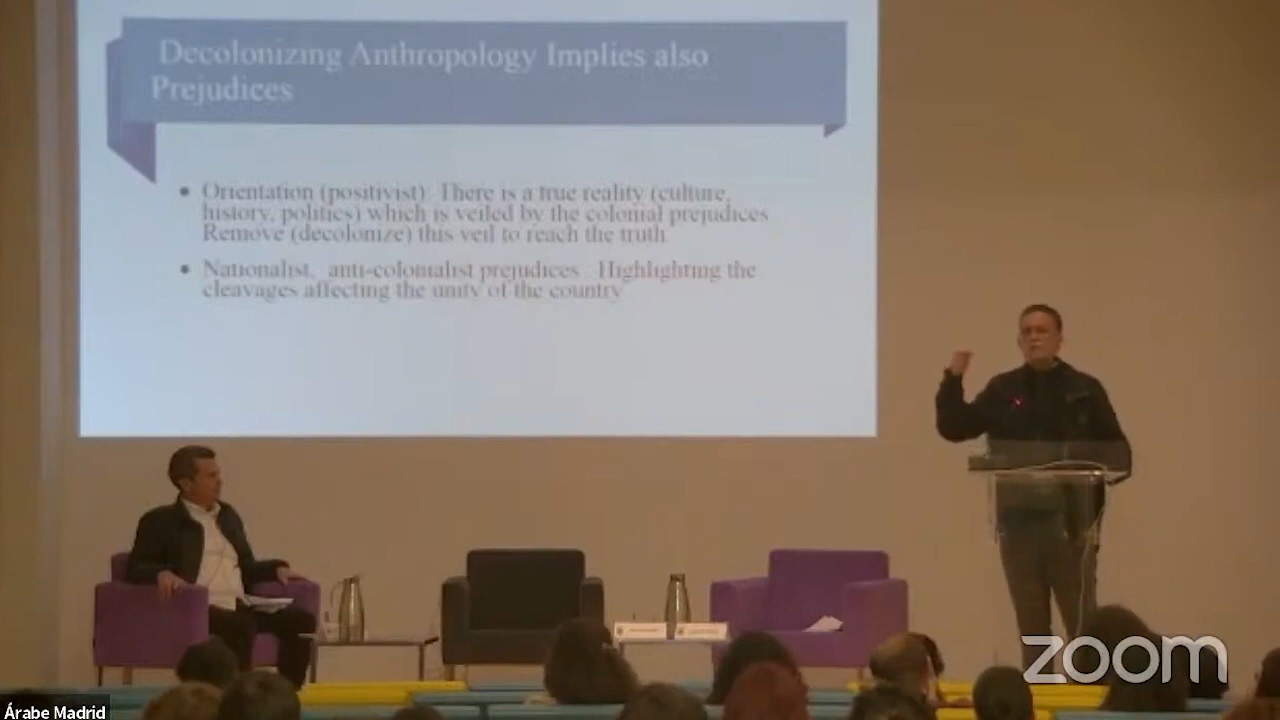 Decolonizing Anthropology Implies also
Prejudices
• Orientation (positivist) There is a true reality (culture,
history, politics) which is veiled by the colonial prejudices
Remove (decolonize) this veil to reach the truth
• Nationalist, anti-colonialist prejudices Highlighting the
cleavages affecting the unity of the country
zoom
Árabe Madrid